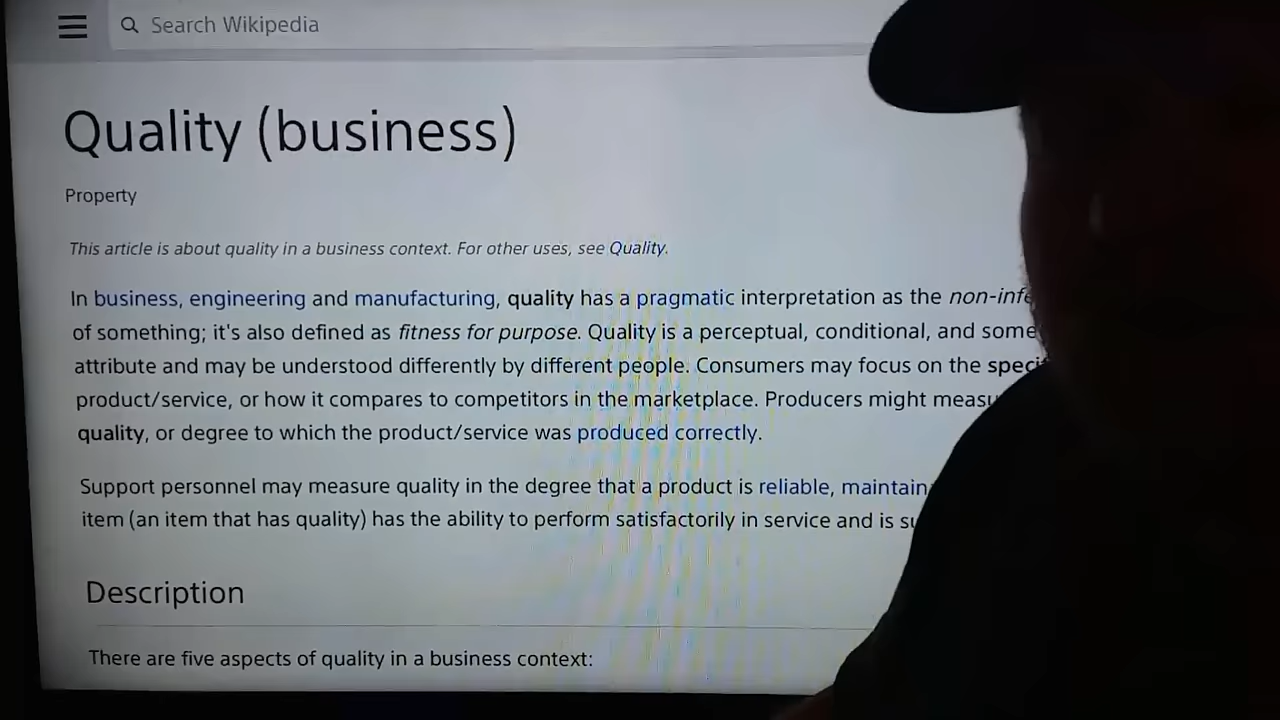 Search Wikipedia
Quality (business)
Property
This article is about quality in a business context. For other uses, see Quality.
In business, engineering and manufacturing, quality has a pragmatic interpretation as the
of something; it's also defined as fitness for purpose. Quality is a perceptual, conditional, and
attribute and may be understood differently by different people. Consumers may focus on the
product/service, or how it compares to competitors in the marketplace. Producers might
quality, or degree to which the product/service was produced correctly.
Support personnel may measure quality in the degree that a product is reliable,
item (an item that has quality) has the ability to perform satisfactorily in service and is
Description
There are five aspects of quality in a business context: